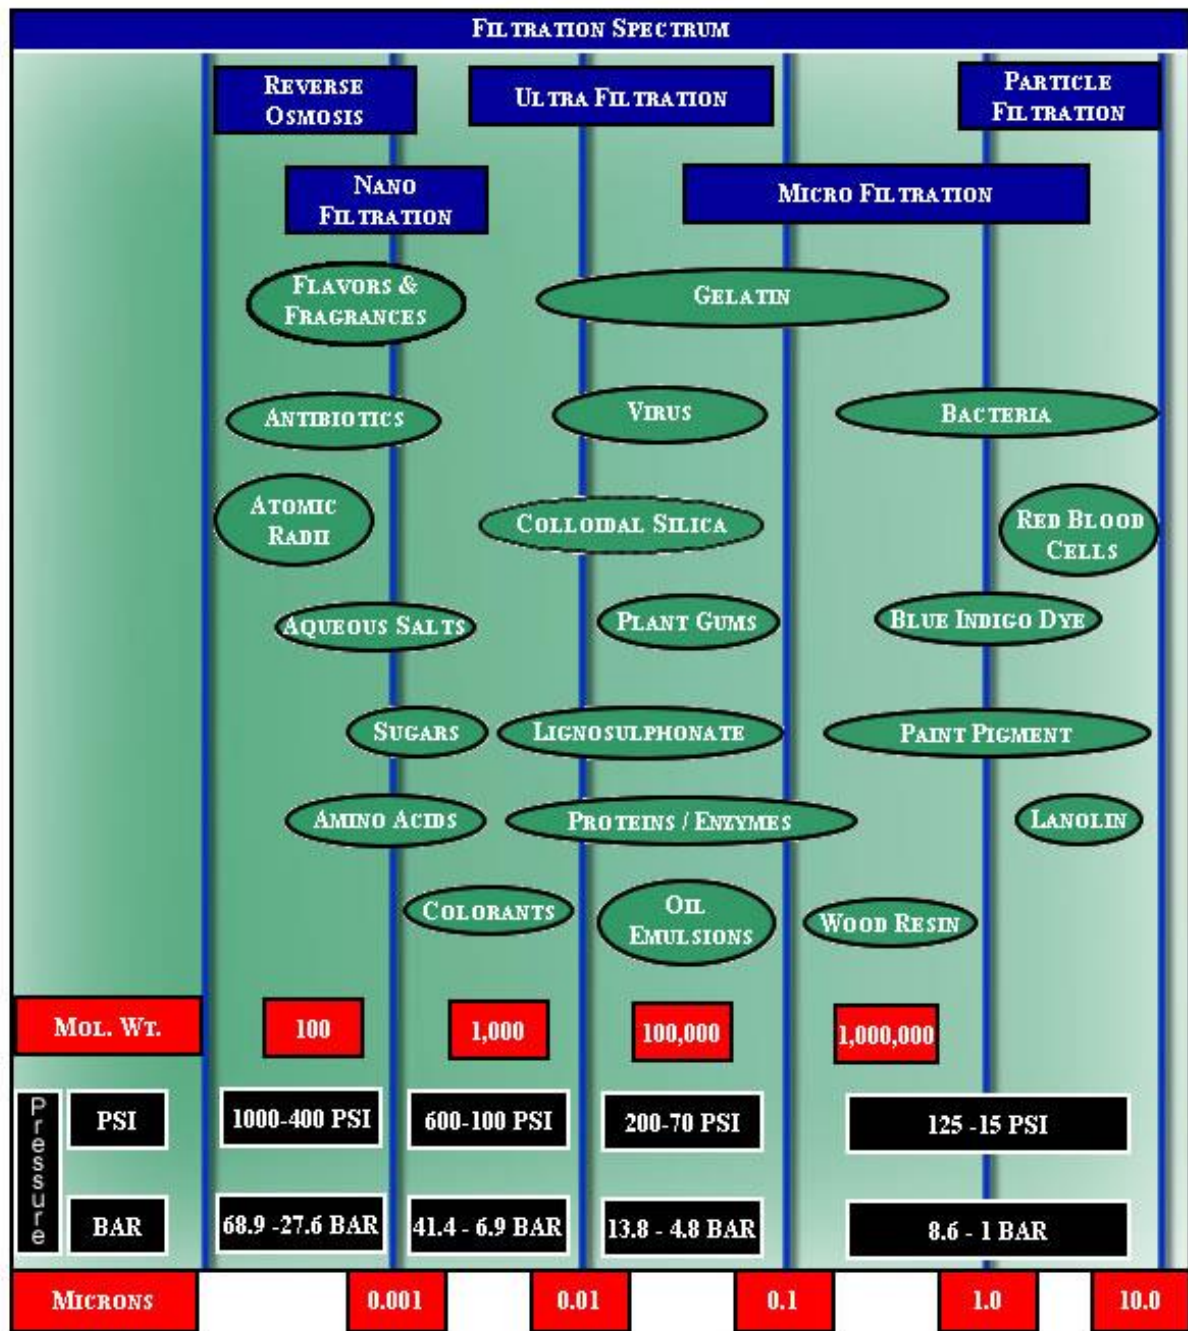 FILTRATION SPECTRUM
REVERSE
OSMOSIS
ULTRA FILTRATION
PARTICLE
FILTRATION
NANO
FILTRATION
MICRO FILTRATION
FLAVORS &
FRAGRANCES
GELATIN
ANTIBIOTICS
VIRUS
BACTERIA
ATOMIC
RADII
COLLOIDAL SILICA
RED BLOOD
CELLS
AQUEOUS SALTS
PLANT GUMS
BLUE INDIGO DYE
SUGARS
LIGNOSULPHONATE
PAINT PIGMENT
AMINO ACIDS
PROTEINS / ENZYMES
LANOLIN
COLORANTS
OIL
EMULSIONS
WOOD RESIN
MOL. WT.
100
1,000
100,000
1,000,000
Pressure
PSI
1000-400 PSI
600-100 PSI
200-70 PSI
125 -15 PSI
BAR
68.9 -27.6 BAR
41.4 - 6.9 BAR
13.8 - 4.8 BAR
8.6 - 1 BAR
MICRONS
0.001
0.01
0.1
1.0
10.0